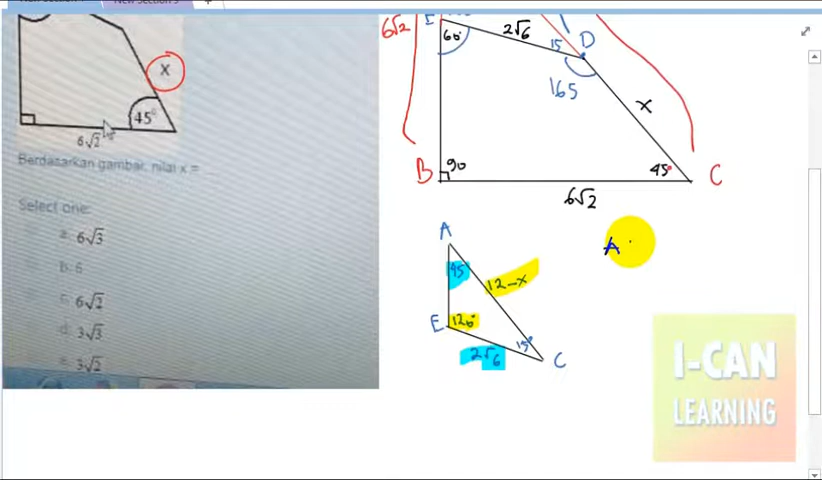 x
45°
6√2
Berdasarkan gambar, nilai x =
Select one:
a. 6√3
b. 6
c. 6√2
d. 3√3
e. 3√2
6√2
60°
2√6
15
D
165
x
B
90
45°
C
6√2
A
45
12-x
E
120°
2√6
15°
C
A
I-CAN
LEARNING